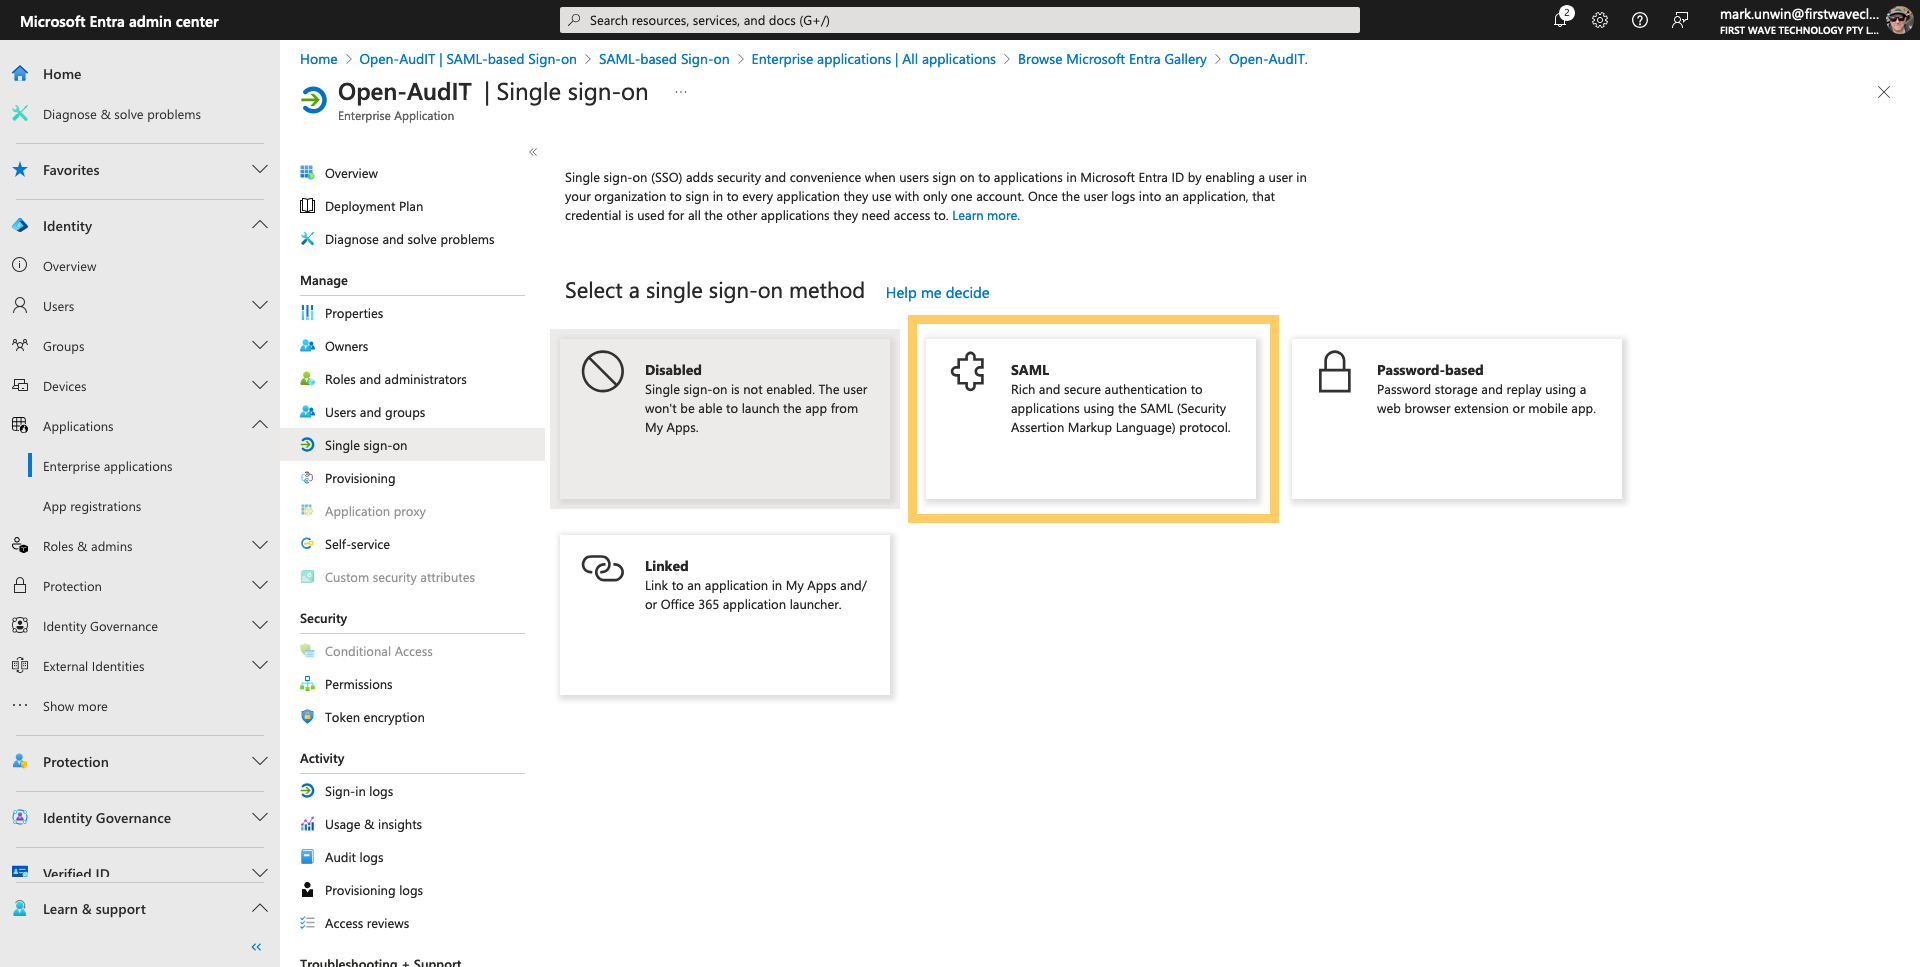 Microsoft Entra admin center
Search resources, services, and docs (G+/)
2
mark.unwin@firstwavecl...
FIRST WAVE TECHNOLOGY PTY L...
Home
Diagnose & solve problems
Favorites
Identity
Overview
Users
Groups
Devices
Applications
Enterprise applications
App registrations
Roles & admins
Protection
Identity Governance
External Identities
Show more
Protection
Identity Governance
Verified ID
Learn & support
Home > Open-AudIT | SAML-based Sign-on > SAML-based Sign-on > Enterprise applications | All applications > Browse Microsoft Entra Gallery > Open-AudIT.
Open-AudIT | Single sign-on ...
Enterprise Application
Overview
Deployment Plan
Diagnose and solve problems
Manage
Properties
Owners
Roles and administrators
Users and groups
Single sign-on
Provisioning
Application proxy
Self-service
Custom security attributes
Security
Conditional Access
Permissions
Token encryption
Activity
Sign-in logs
Usage & insights
Audit logs
Provisioning logs
Access reviews
Troubleshooting + Support
Single sign-on (SSO) adds security and convenience when users sign on to applications in Microsoft Entra ID by enabling a user in
your organization to sign in to every application they use with only one account. Once the user logs into an application, that
credential is used for all the other applications they need access to. Learn more.
Select a single sign-on method Help me decide
Disabled
Single sign-on is not enabled. The user
won't be able to launch the app from
My Apps.
SAML
Rich and secure authentication to
applications using the SAML (Security
Assertion Markup Language) protocol.
Password-based
Password storage and replay using a
web browser extension or mobile app.
Linked
Link to an application in My Apps and/
or Office 365 application launcher.